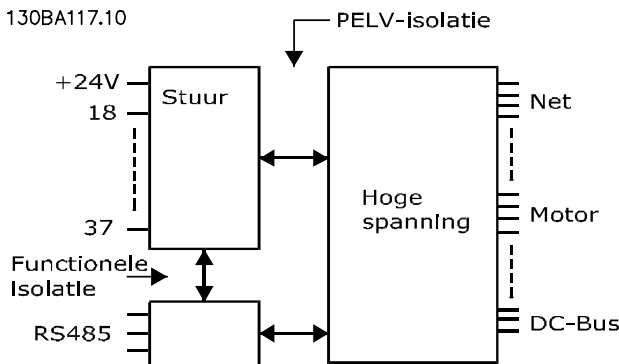 130BA117.10
PELV-isolatie
+24V
Stuur
18
Net
Hoge
spanning
Motor
37
Functionele
Isolatie
RS485
DC-Bus